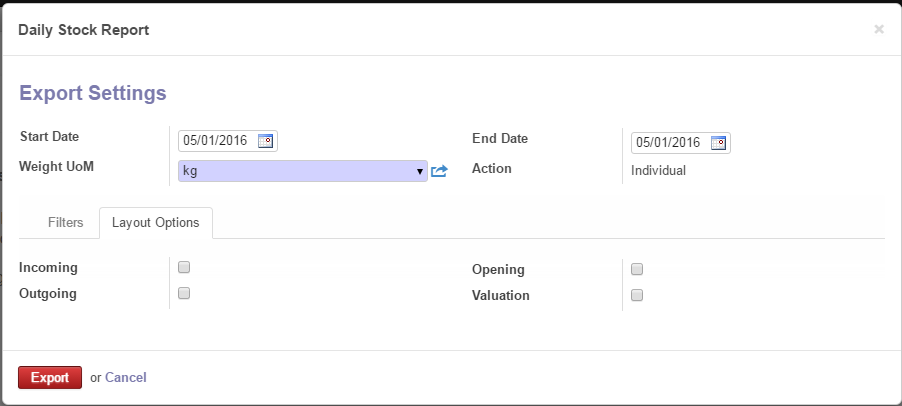 Daily Stock Report ×
Export Settings
Start Date 05/01/2016 End Date 05/01/2016
Weight UoM kg Action Individual
Filters Layout Options
Incoming Opening
Outgoing Valuation
Export or Cancel